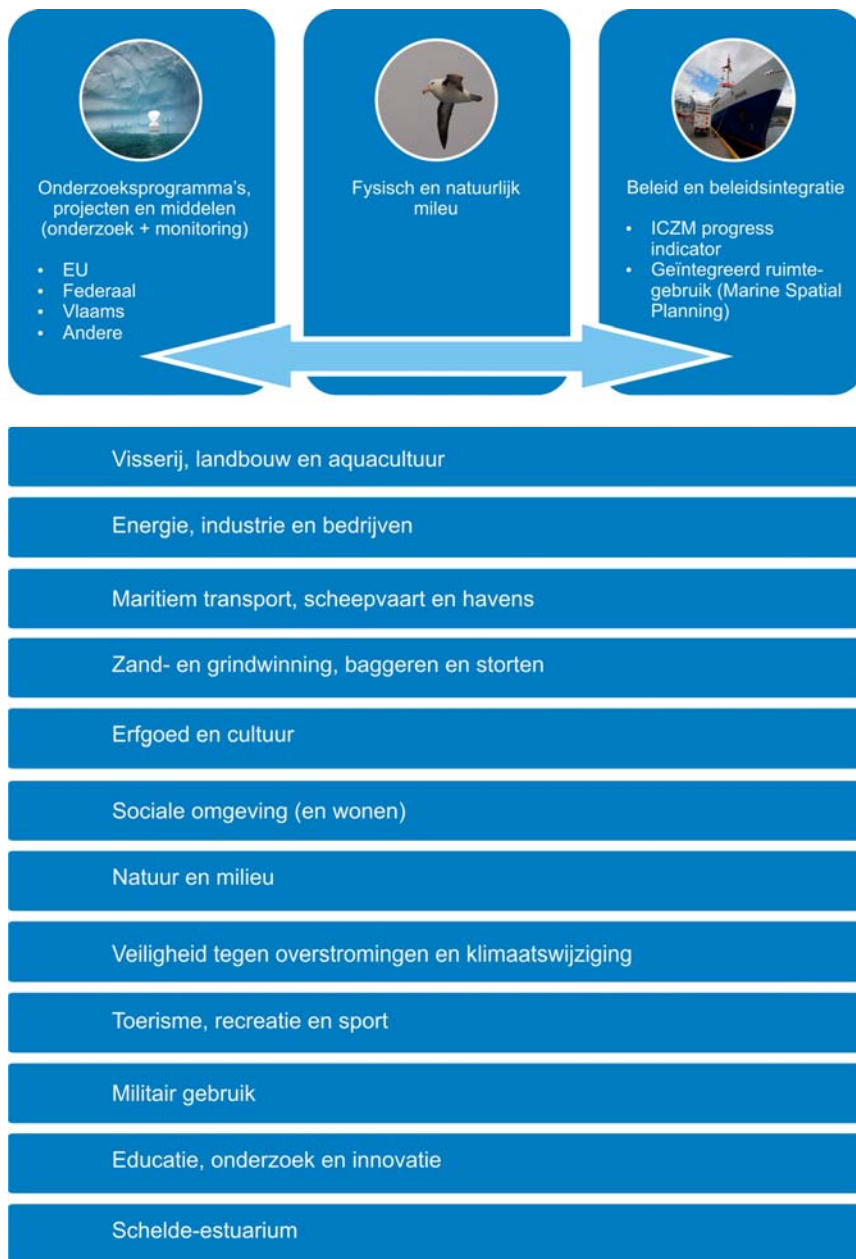 Onderzoeksprogramma's,
projecten en middelen
(onderzoek + monitoring)
• EU
• Federaal
• Vlaams
• Andere
Fysisch en natuurlijk
mileu
Beleid en beleidsintegratie
• ICZM progress
indicator
• Geïntegreerd ruimte-
gebruik (Marine Spatial
Planning)
Visserij, landbouw en aquacultuur
Energie, industrie en bedrijven
Maritiem transport, scheepvaart en havens
Zand- en grindwinning, baggeren en storten
Erfgoed en cultuur
Sociale omgeving (en wonen)
Natuur en milieu
Veiligheid tegen overstromingen en klimaatswijziging
Toerisme, recreatie en sport
Militair gebruik
Educatie, onderzoek en innovatie
Schelde-estuarium